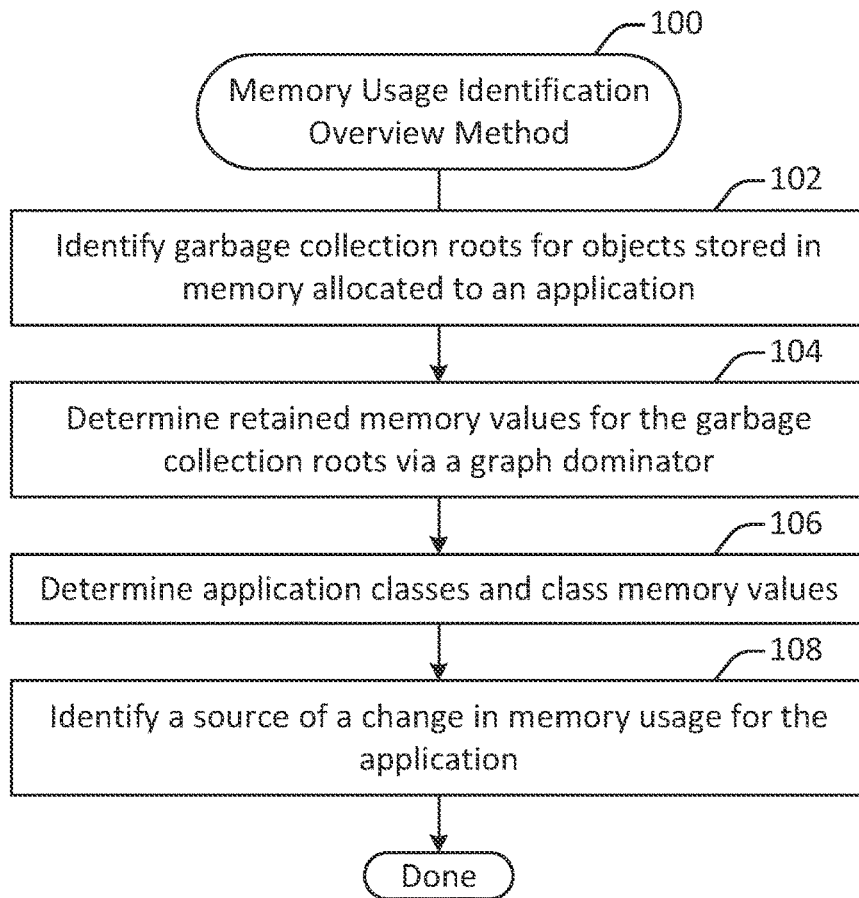 100
Memory Usage Identification
Overview Method
102
Identify garbage collection roots for objects stored in
memory allocated to an application
104
Determine retained memory values for the garbage
collection roots via a graph dominator
106
Determine application classes and class memory values
108
Identify a source of a change in memory usage for the
application
Done